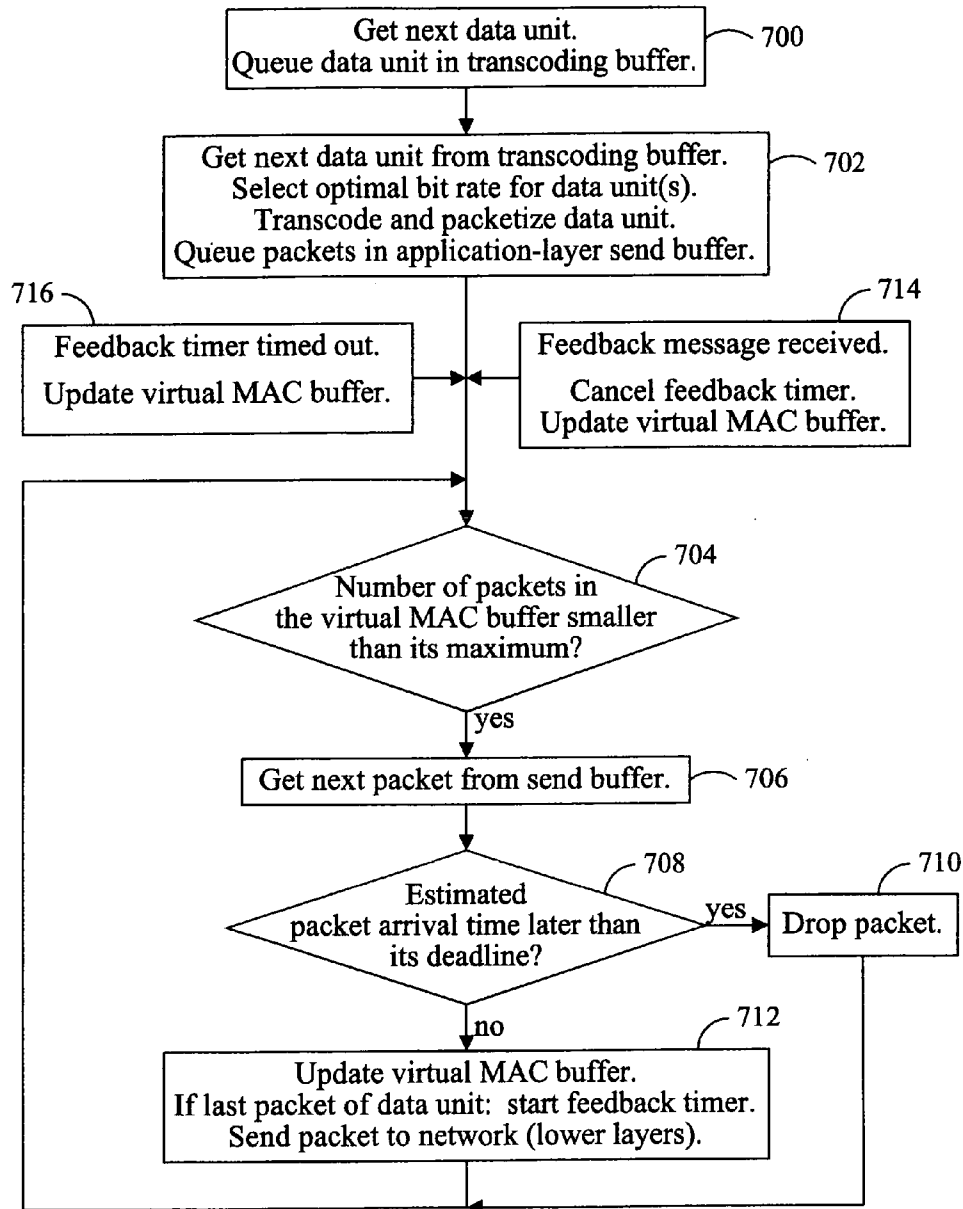 Get next data unit.
Queue data unit in transcoding buffer.
700
Get next data unit from transcoding buffer.
Select optimal bit rate for data unit(s).
Transcode and packetize data unit.
Queue packets in application-layer send buffer.
702
716
Feedback timer timed out.
Update virtual MAC buffer.
714
Feedback message received.
Cancel feedback timer.
Update virtual MAC buffer.
704
Number of packets in
the virtual MAC buffer smaller
than its maximum?
yes
Get next packet from send buffer.
706
708
Estimated
packet arrival time later than
its deadline?
yes
710
Drop packet.
no
712
Update virtual MAC buffer.
If last packet of data unit: start feedback timer.
Send packet to network (lower layers).